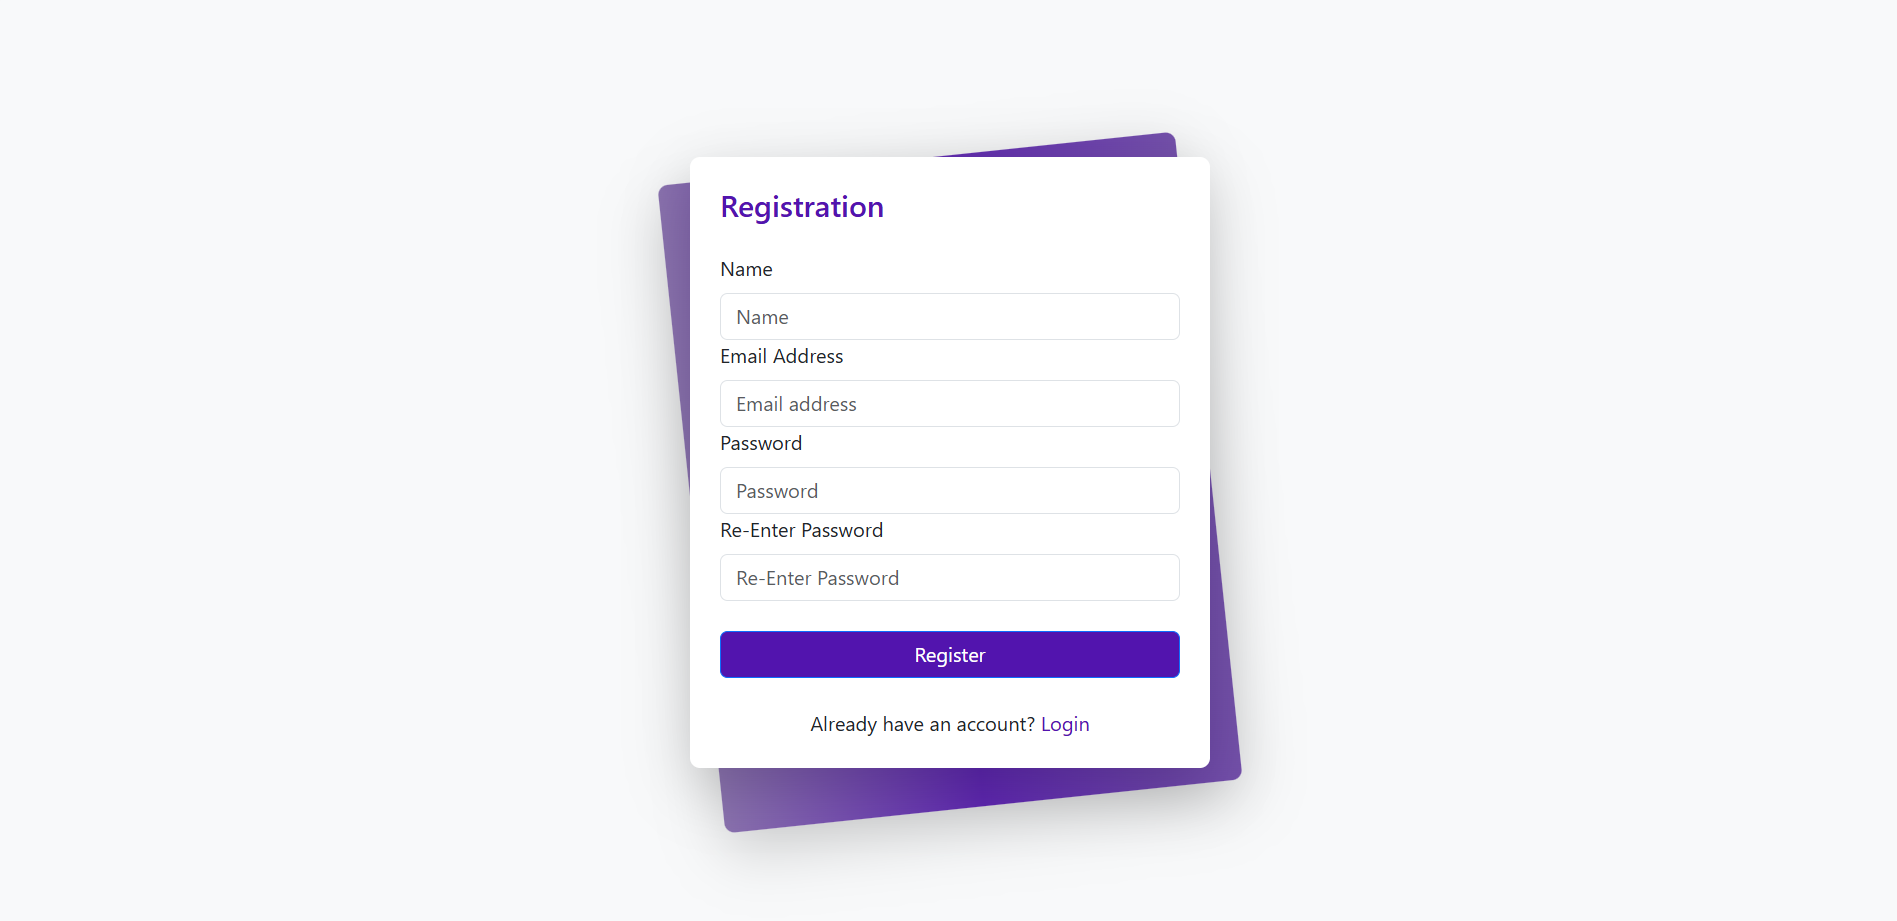 Registration
Name
Name
Email Address
Email address
Password
Password
Re-Enter Password
Re-Enter Password
Register
Already have an account? Login